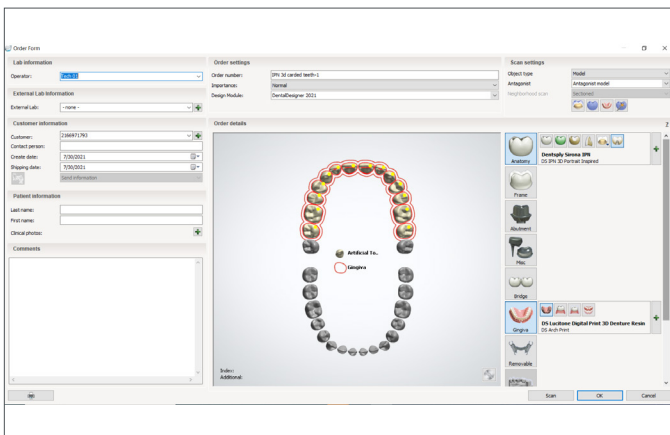 Order Form
Lab information
Operator:
External Lab Information
External Lab:
- none -
Customer information
Customer:
2166971793
Contact person:
Create date:
7/30/2021
Shipping date:
7/30/2021
Send information
Patient information
Last name:
First name:
Clinical photos:
Comments
Order settings
Order number:
IPN 3d carded teeth-1
Importance:
Normal
Design Module:
DentalDesigner 2021
Order details
Artificial To..
Gingiva
Index:
Additional:
Scan settings
Object type
Model
Antagonist
Antagonist model
Neighborhood scan
Sectioned
2
Anatomy
Dentsply Sirona IPN
DS IPN 3D Portrait Inspired
Frame
Abutment
Misc
Bridge
Gingiva
DS Lucitone Digital Print 3D Denture Resin
DS Arch Print
Removable
Scan
OK
Cancel